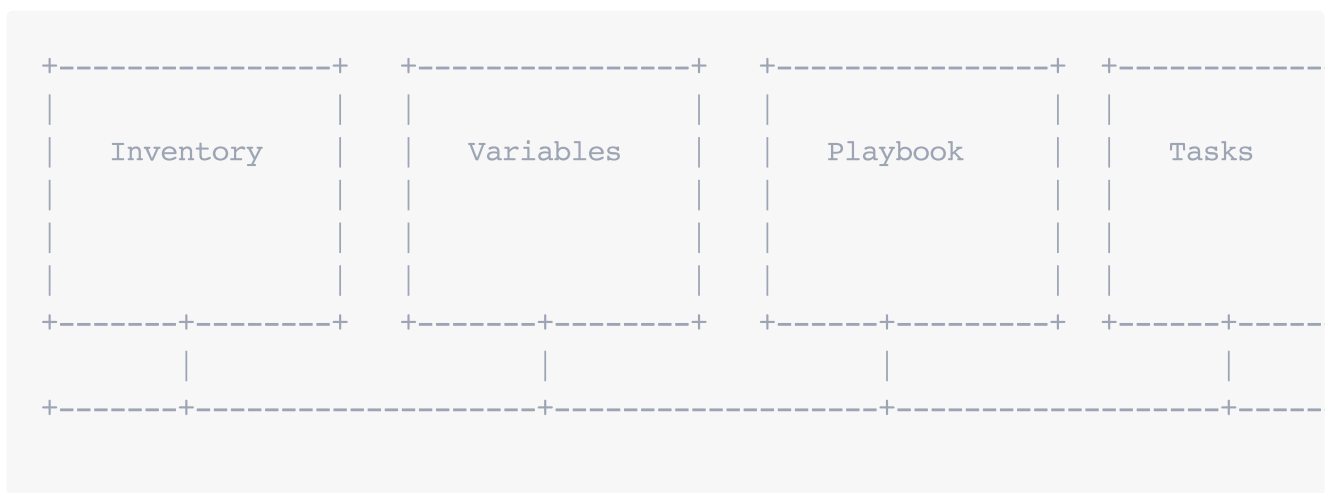 +----------------+   +----------------+   +----------------+  +-------------
|                |   |                |   |                |  |
|   Inventory    |   |   Variables    |   |   Playbook     |  |   Tasks
|                |   |                |   |                |  |
|                |   |                |   |                |  |
|                |   |                |   |                |  |
+-------+--------+   +-------+--------+   +------+---------+  +------+-----
        |                    |                   |                   |
+-------+--------------------+-------------------+-------------------+-----